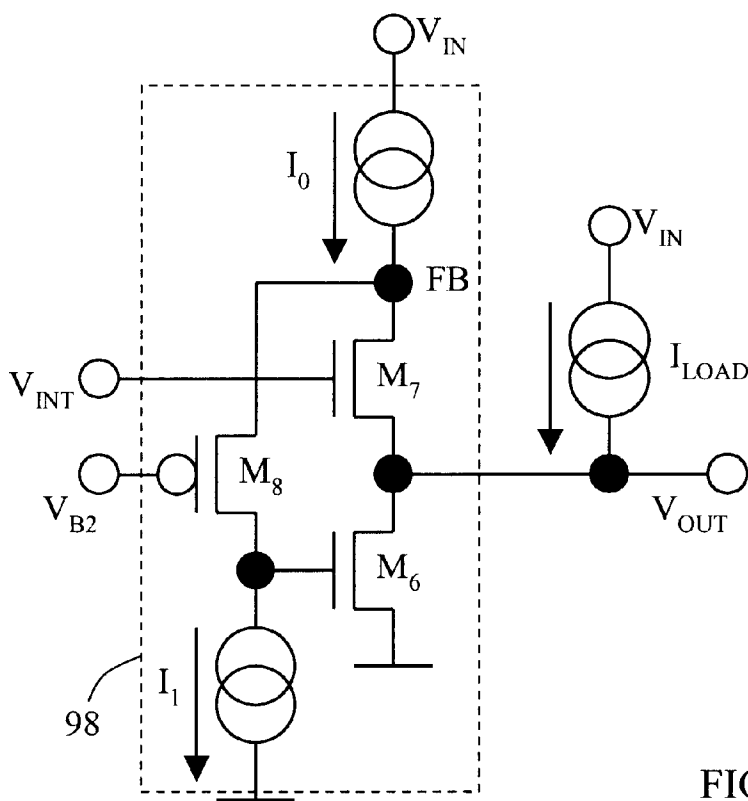 V_IN
I_0
V_IN
FB
I_LOAD
V_INT
M_7
M_8
V_B2
V_OUT
M_6
I_1
98
FIG